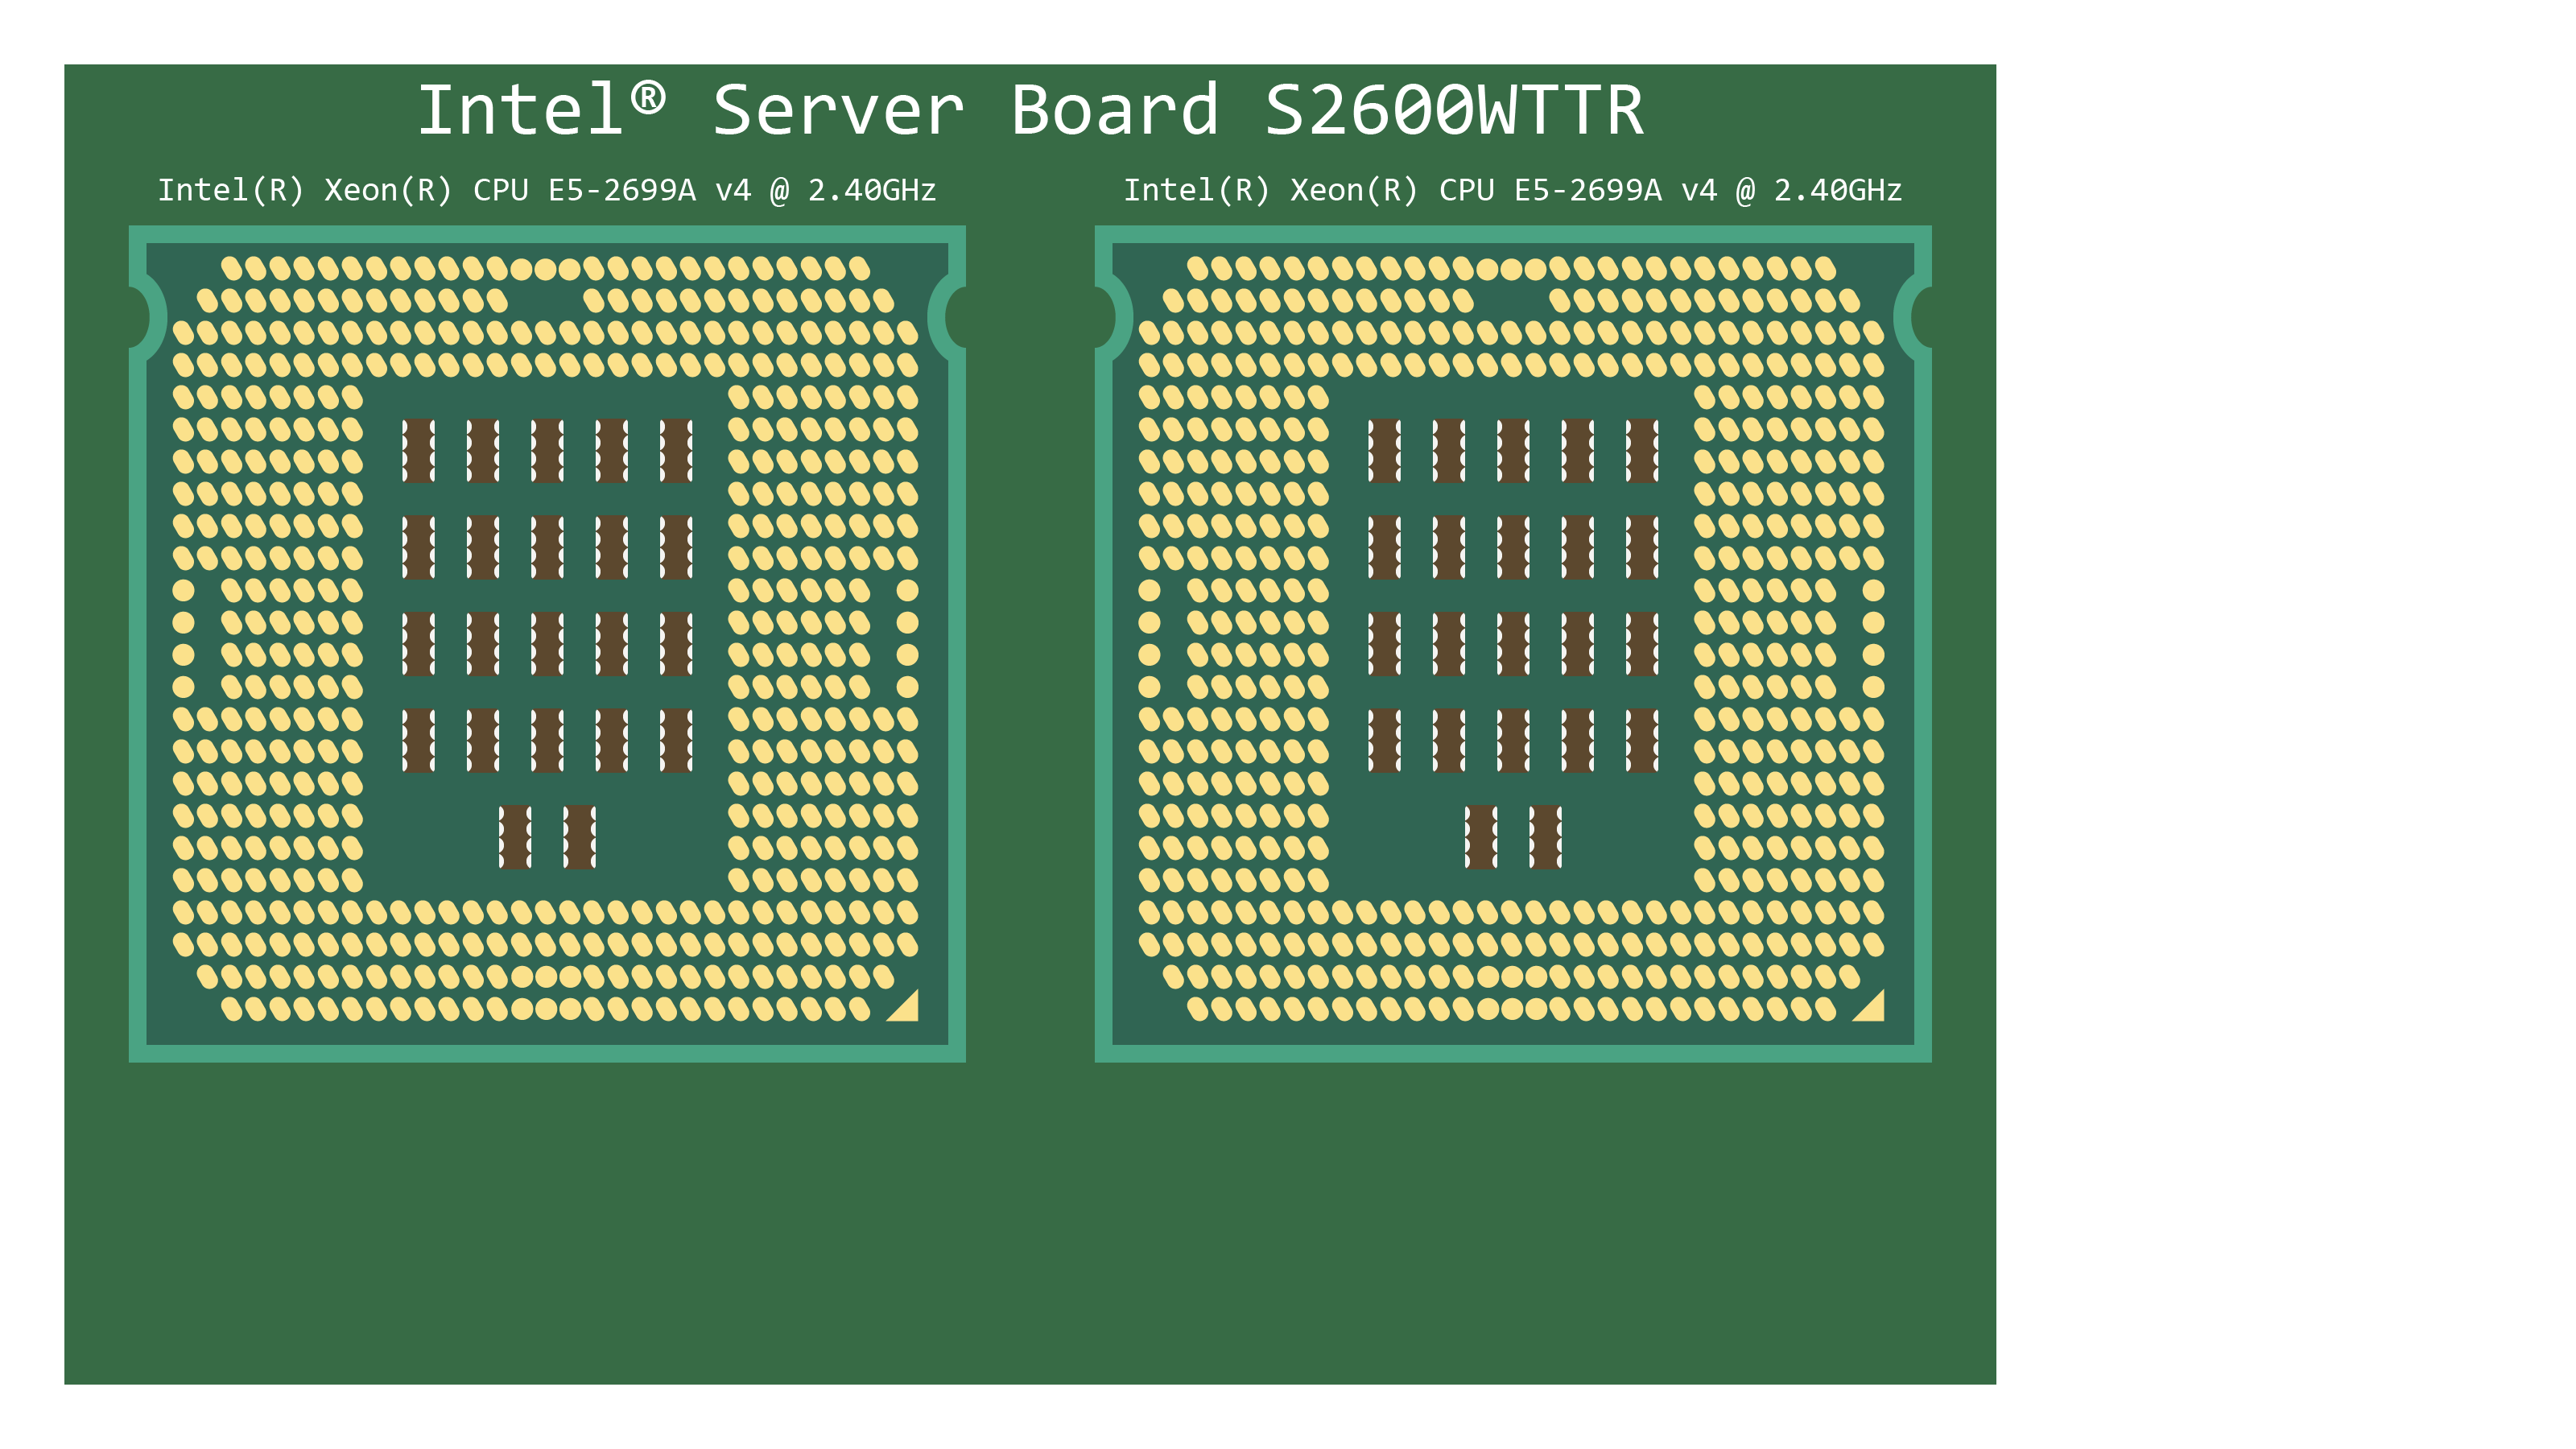 Intel® Server Board S2600WTTR
Intel(R) Xeon(R) CPU E5-2699A v4 @ 2.40GHz
Intel(R) Xeon(R) CPU E5-2699A v4 @ 2.40GHz